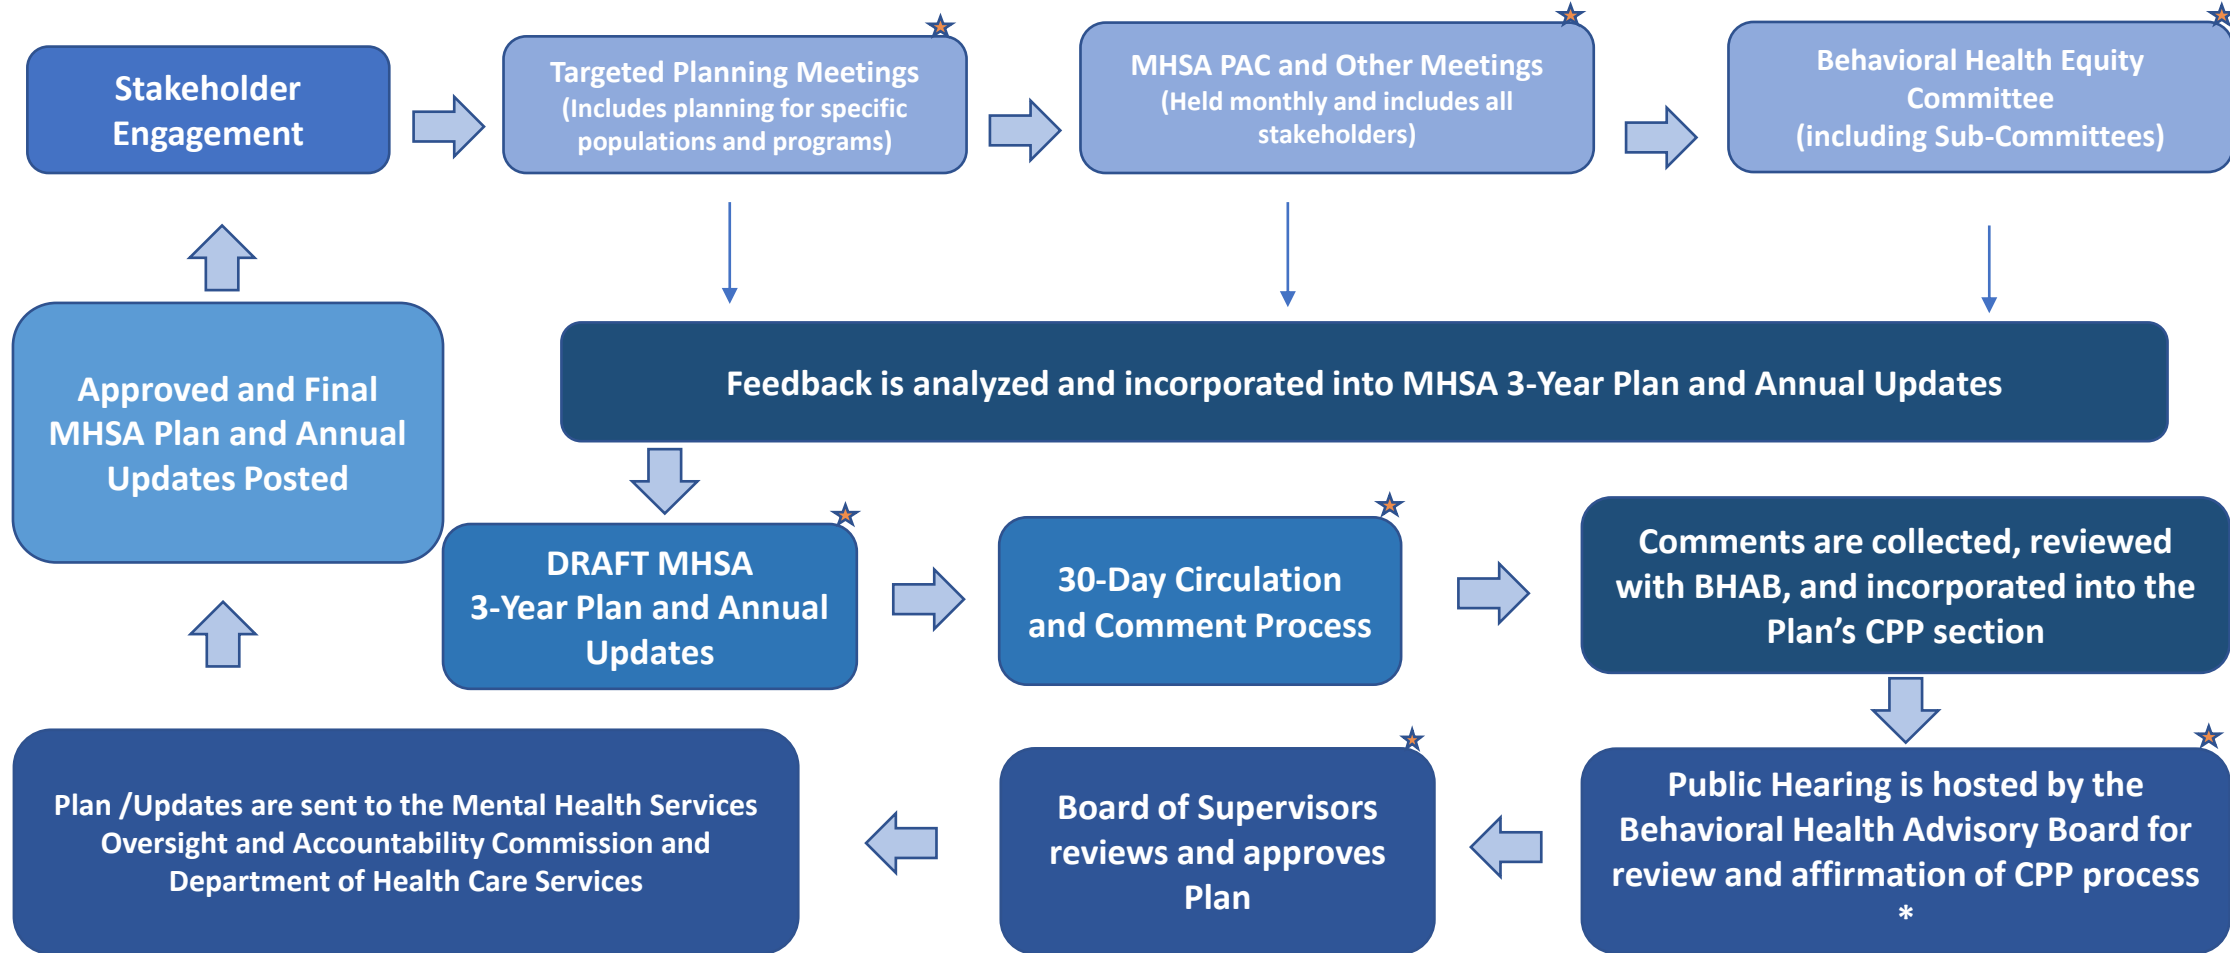 Stakeholder
Engagement
Targeted Planning Meetings
(Includes planning for specific
populations and programs)
MHSA PAC and Other Meetings
(Held monthly and includes all
stakeholders)
Behavioral Health Equity
Committee
(including Sub-Committees)
Approved and Final
MHSA Plan and Annual
Updates Posted
Feedback is analyzed and incorporated into MHSA 3-Year Plan and Annual Updates
DRAFT MHSA
3-Year Plan and Annual
Updates
30-Day Circulation
and Comment Process
Comments are collected, reviewed
with BHAB, and incorporated into the
Plan’s CPP section
Plan /Updates are sent to the Mental Health Services
Oversight and Accountability Commission and
Department of Health Care Services
Board of Supervisors
reviews and approves
Plan
Public Hearing is hosted by the
Behavioral Health Advisory Board for
review and affirmation of CPP process
*